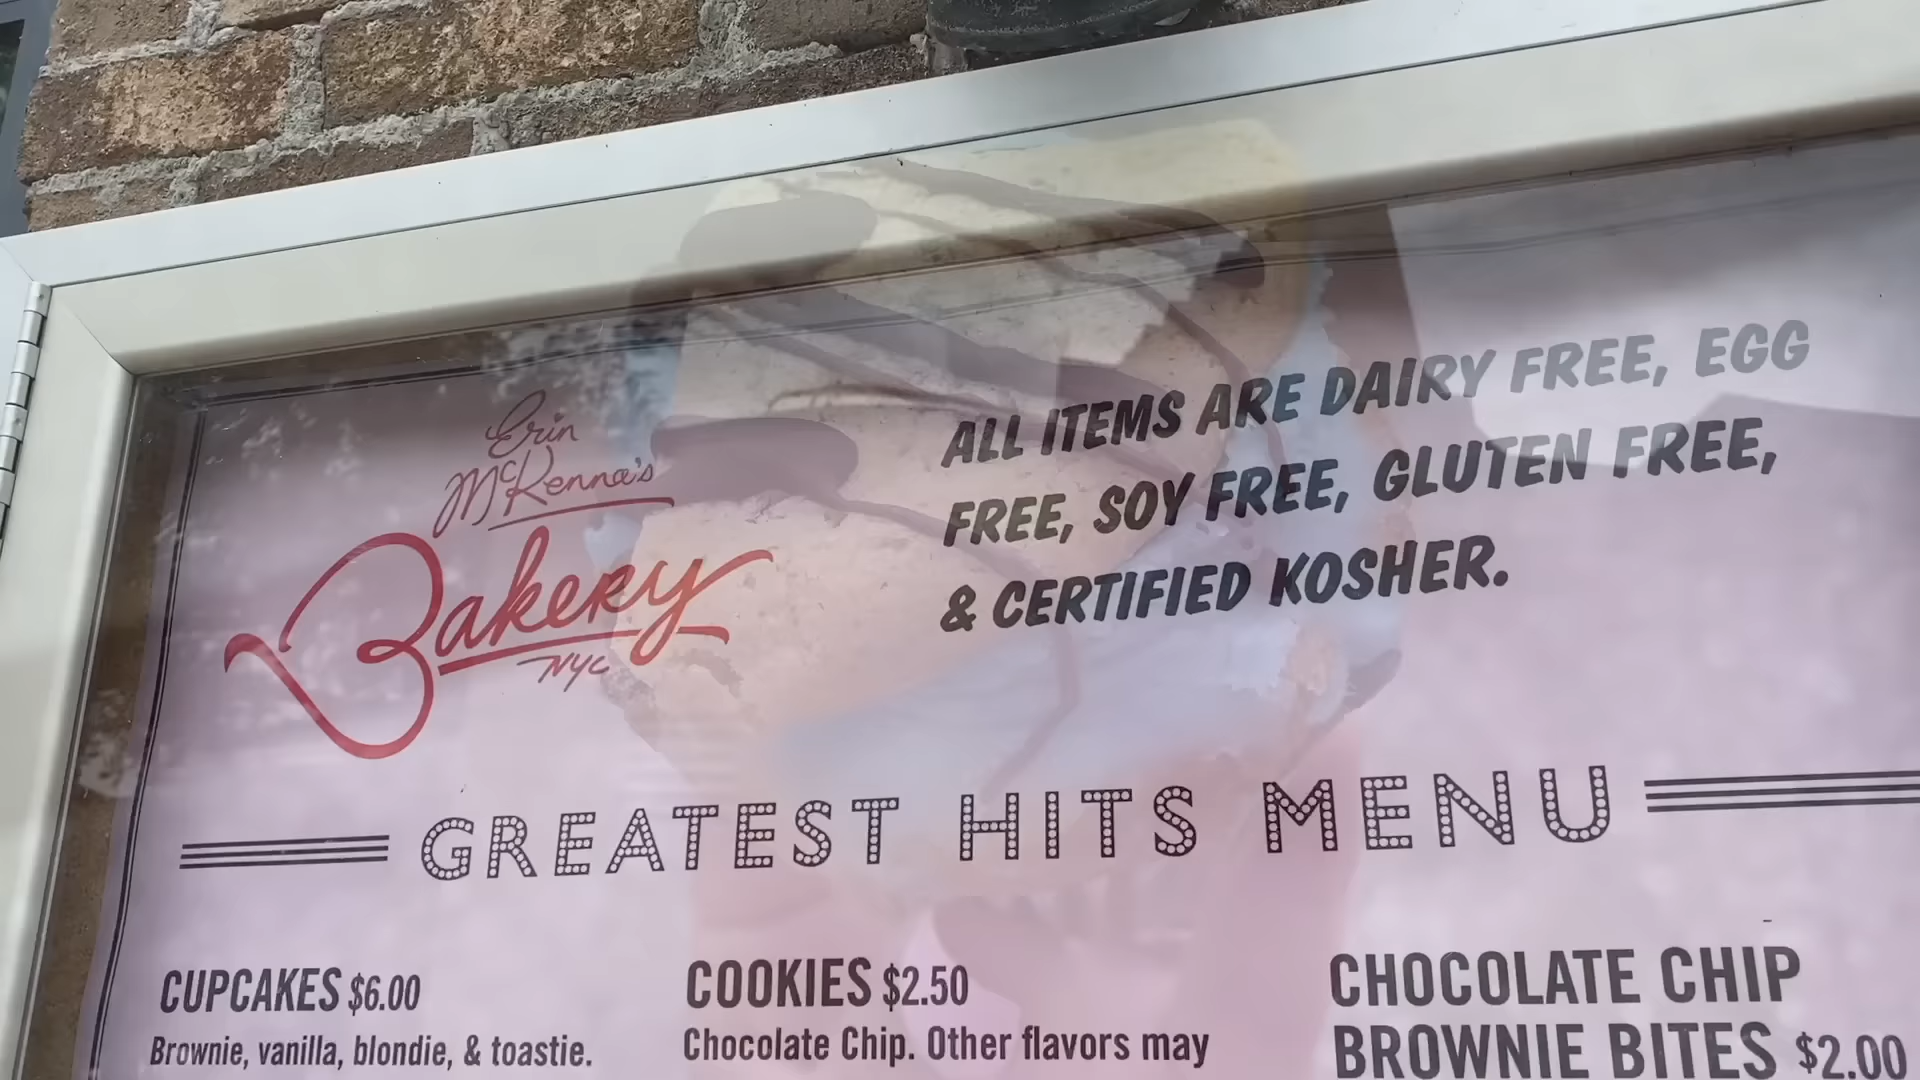 Erin
McKenna's
Bakery
NYC
ALL ITEMS ARE DAIRY FREE, EGG
FREE, SOY FREE, GLUTEN FREE,
& CERTIFIED KOSHER.
GREATEST HITS MENU
CUPCAKES $6.00
Brownie, vanilla, blondie, & toastie.
COOKIES $2.50
Chocolate Chip. Other flavors may
CHOCOLATE CHIP
BROWNIE BITES $2.00